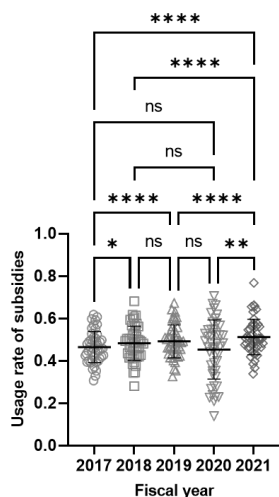 ****
****
ns
ns
**** ****
* ns ns **
1.0
0.8
0.6
0.4
0.2
0.0
Usage rate of subsidies
2017 2018 2019 2020 2021
Fiscal year